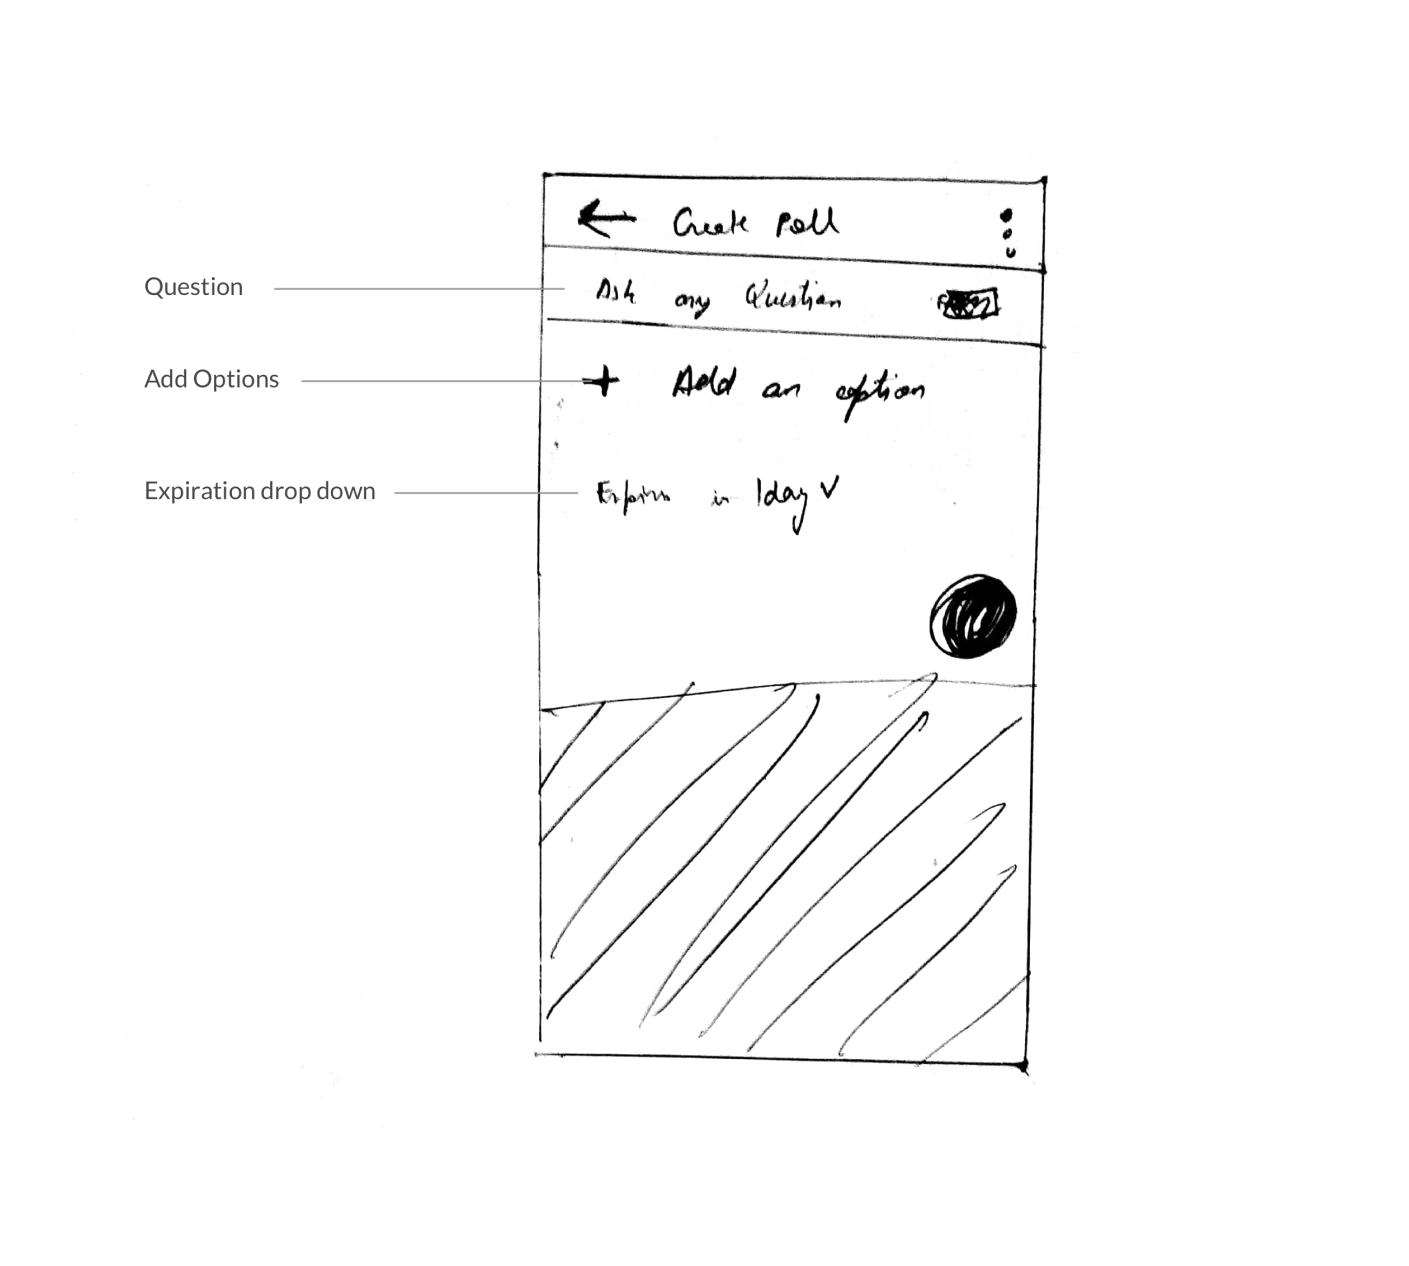 Create Poll
Question
Ask any Question
Add Options
+ Add an option
Expiration drop down
Expires in 1day